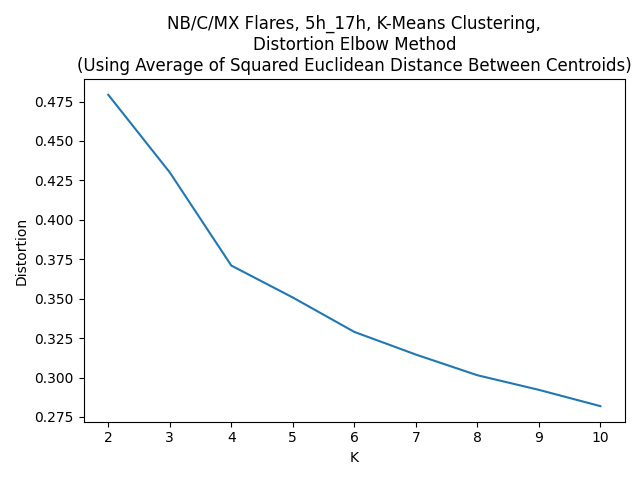 NB/C/MX Flares, 5h_17h, K-Means Clustering,
Distortion Elbow Method
(Using Average of Squared Euclidean Distance Between Centroids)
0.475
0.450
0.425
0.400
0.375
0.350
0.325
0.300
0.275
Distortion
2 3 4 5 6 7 8 9 10
K